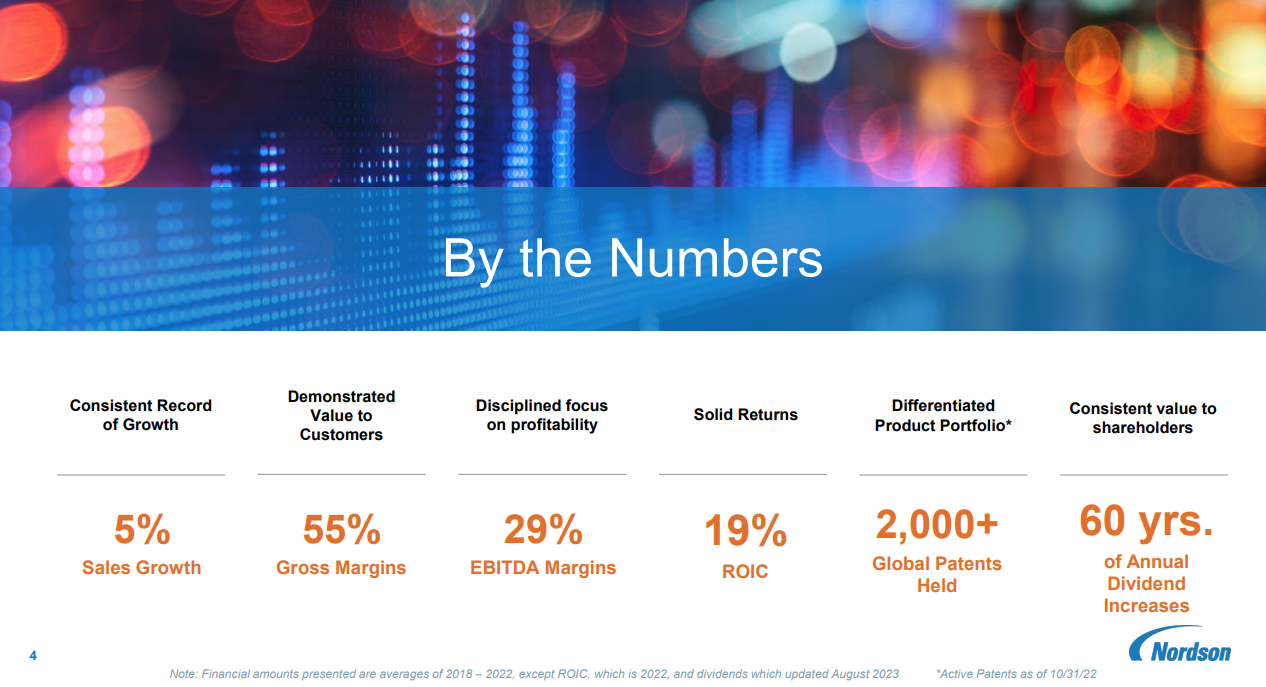 By the Numbers
Consistent Record
of Growth
5%
Sales Growth
Demonstrated
Value to
Customers
55%
Gross Margins
Disciplined focus
on profitability
29%
EBITDA Margins
Solid Returns
19%
ROIC
Differentiated
Product Portfolio*
2,000+
Global Patents
Held
Consistent value to
shareholders
60 yrs.
of Annual
Dividend
Increases
4
Note: Financial amounts presented are averages of 2018 – 2022, except ROIC, which is 2022, and dividends which updated August 2023
*Active Patents as of 10/31/22
Nordson